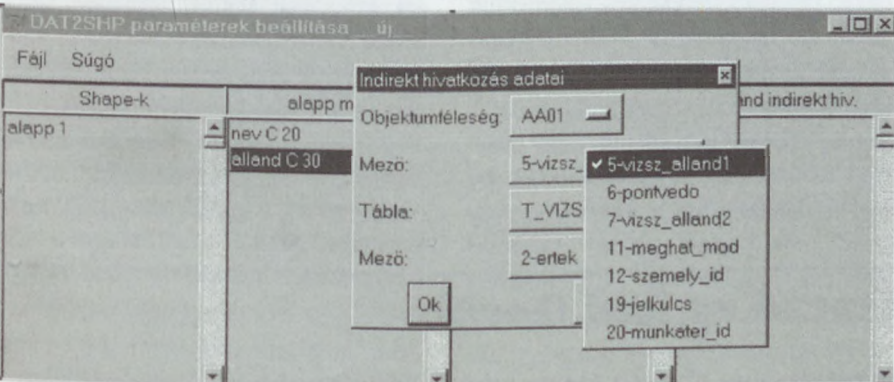 DAT2SHP paraméterek beállítása új
Fájl Súgó
Shape-k
alapp m
nd indirekt hiv.
alapp 1
nev C 20
alland C 30
Indirekt hivatkozás adatai
Objektumféleség: AA01
Mezö: 5-vizsz_
Tábla: T_VIZS
Mezö: 2-ertek
Ok
5-vizsz_alland1
6-pontvedo
7-vizsz_alland2
11-meghat_mod
12-szemely_id
19-jelkulcs
20-munkater_id